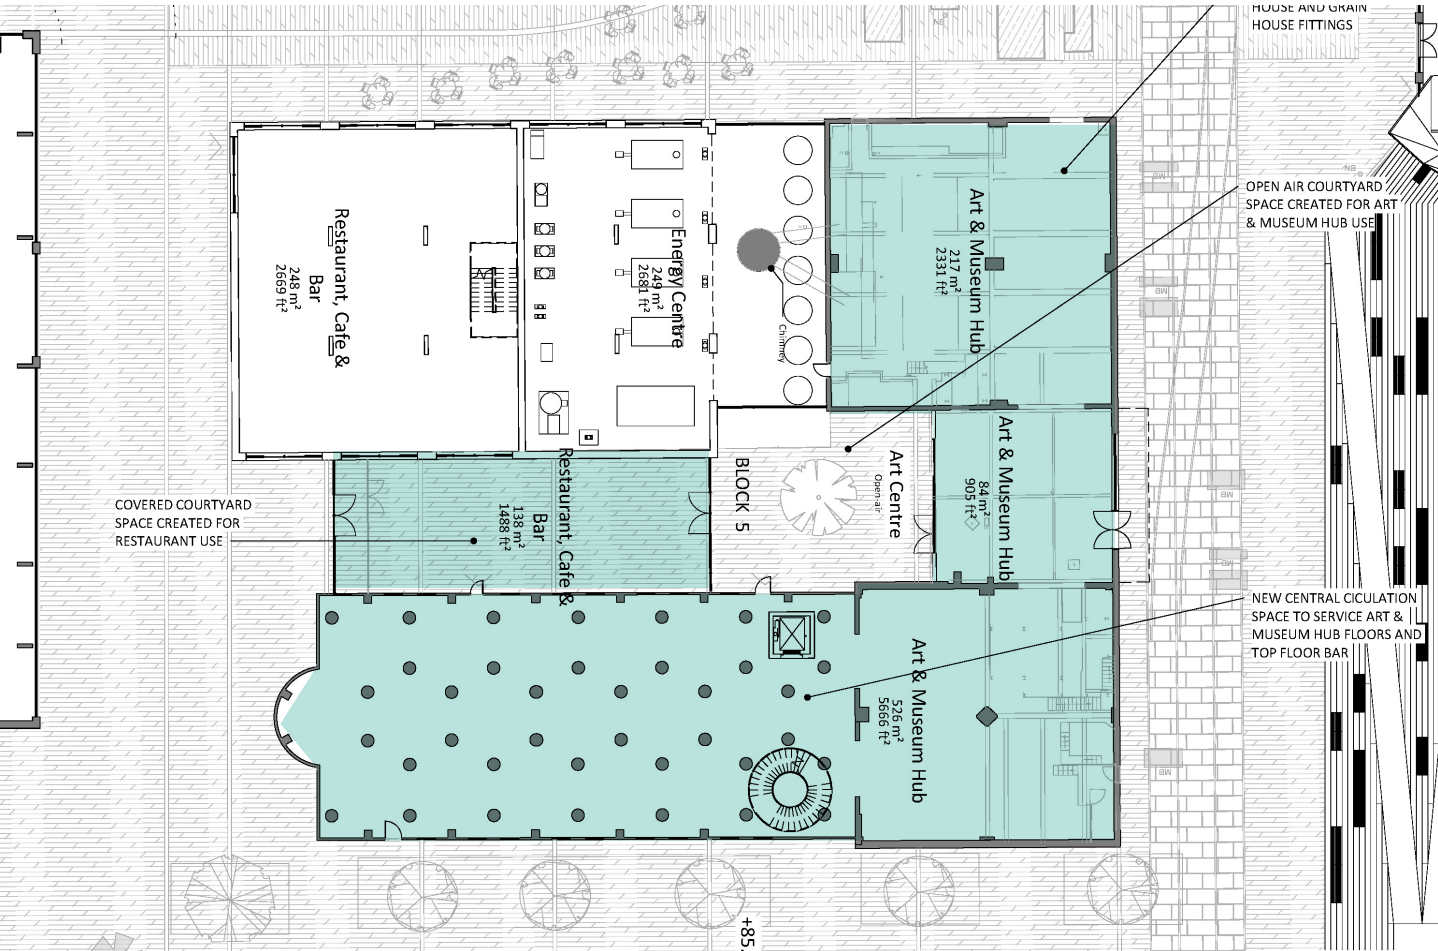 HOUSE AND GRAIN
HOUSE FITTINGS
OPEN AIR COURTYARD
SPACE CREATED FOR ART
& MUSEUM HUB USE
COVERED COURTYARD
SPACE CREATED FOR
RESTAURANT USE
NEW CENTRAL CICULATION
SPACE TO SERVICE ART &
MUSEUM HUB FLOORS AND
TOP FLOOR BAR
Restaurant, Cafe &
Bar
248 m²
2669 ft²
Energy Centre
249 m²
2681 ft²
Chimney
Art & Museum Hub
217 m²
2331 ft²
Art & Museum Hub
84 m²
905 ft²
Art Centre
Open-air
BLOCK 5
Restaurant, Cafe &
Bar
138 m²
1488 ft²
Art & Museum Hub
526 m²
5666 ft²
+85.
BN
BN
MB
MB
MB
MB
MB